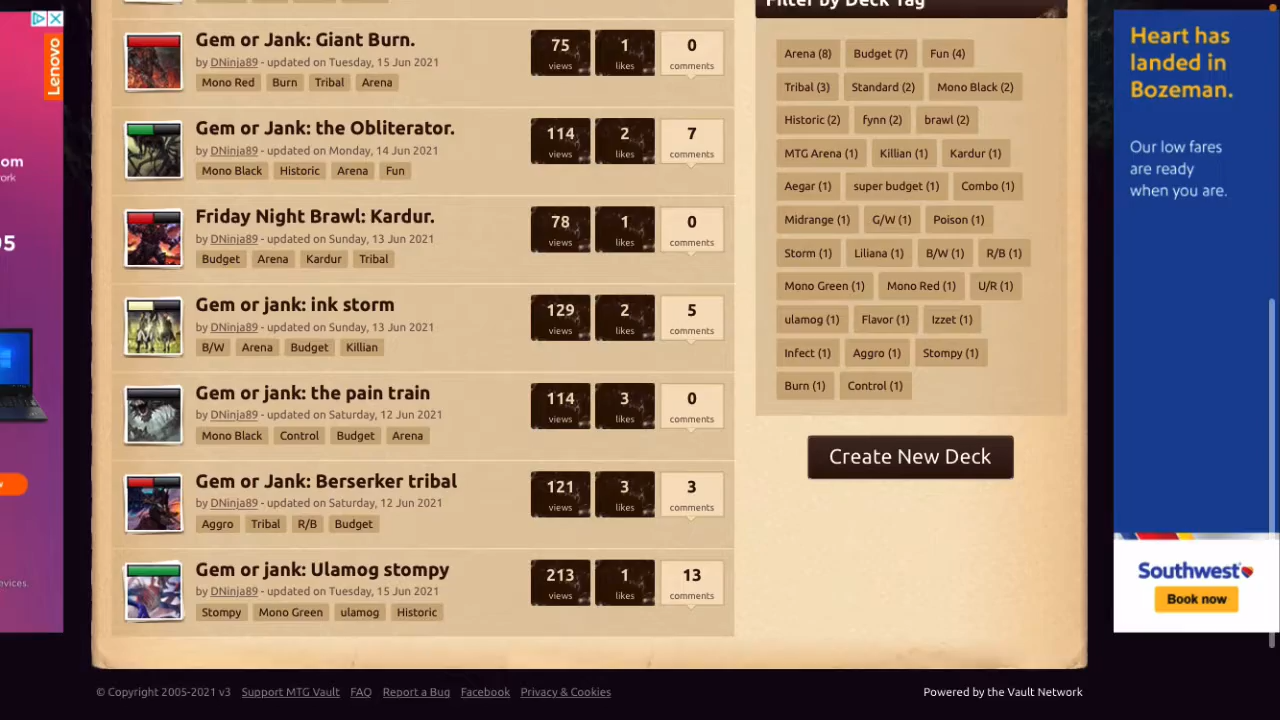 Lenovo
om
work
95
w
evices.
Gem or Jank: Giant Burn.
by DNinja89 - updated on Tuesday, 15 Jun 2021
Mono Red Burn Tribal Arena
75 views 1 likes 0 comments
Gem or Jank: the Obliterator.
by DNinja89 - updated on Monday, 14 Jun 2021
Mono Black Historic Arena Fun
114 views 2 likes 7 comments
Friday Night Brawl: Kardur.
by DNinja89 - updated on Sunday, 13 Jun 2021
Budget Arena Kardur Tribal
78 views 1 likes 0 comments
Gem or jank: ink storm
by DNinja89 - updated on Sunday, 13 Jun 2021
B/W Arena Budget Killian
129 views 2 likes 5 comments
Gem or jank: the pain train
by DNinja89 - updated on Saturday, 12 Jun 2021
Mono Black Control Budget Arena
114 views 3 likes 0 comments
Gem or Jank: Berserker tribal
by DNinja89 - updated on Saturday, 12 Jun 2021
Aggro Tribal R/B Budget
121 views 3 likes 3 comments
Gem or jank: Ulamog stompy
by DNinja89 - updated on Tuesday, 15 Jun 2021
Stompy Mono Green ulamog Historic
213 views 1 likes 13 comments
Filter by Deck Tag
Arena (8) Budget (7) Fun (4)
Tribal (3) Standard (2) Mono Black (2)
Historic (2) fynn (2) brawl (2)
MTG Arena (1) Killian (1) Kardur (1)
Aegar (1) super budget (1) Combo (1)
Midrange (1) G/W (1) Poison (1)
Storm (1) Liliana (1) B/W (1) R/B (1)
Mono Green (1) Mono Red (1) U/R (1)
ulamog (1) Flavor (1) Izzet (1)
Infect (1) Aggro (1) Stompy (1)
Burn (1) Control (1)
Create New Deck
Heart has
landed in
Bozeman.
Our low fares
are ready
when you are.
Southwest
Book now
© Copyright 2005-2021 v3 Support MTG Vault FAQ Report a Bug Facebook Privacy & Cookies
Powered by the Vault Network